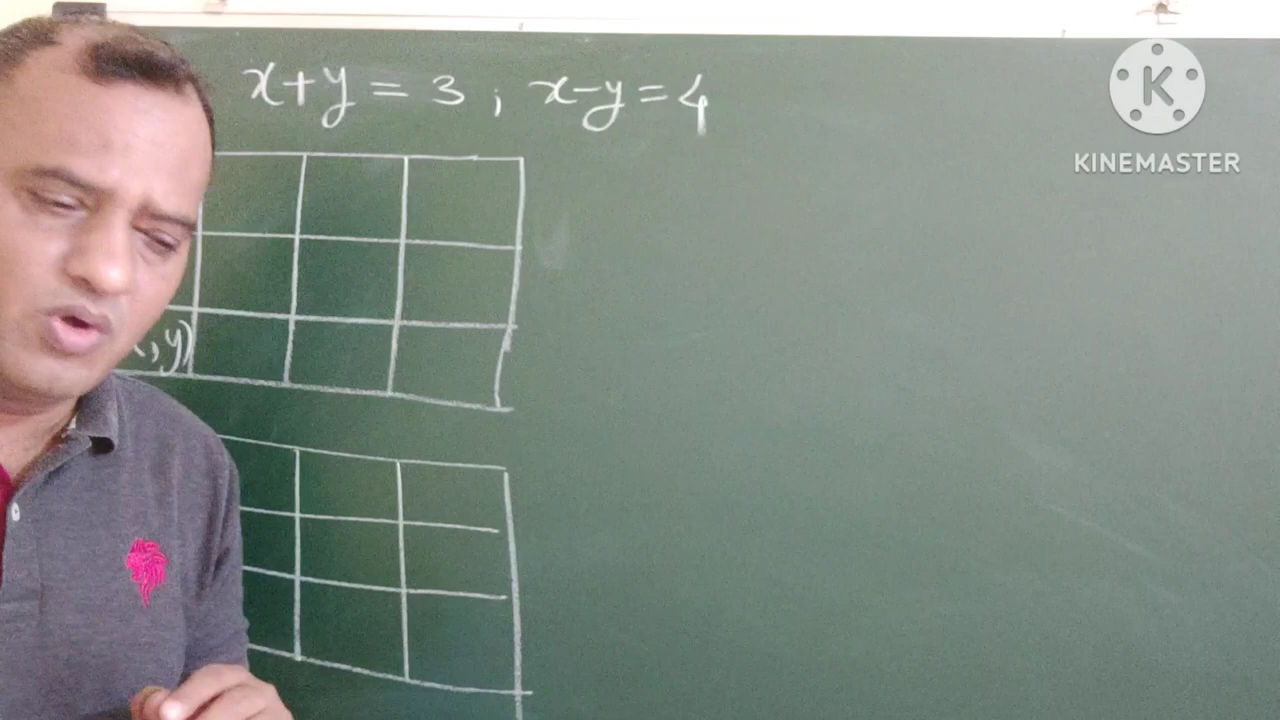 x+y = 3 ; x-y = 4
K
KINEMASTER
, y)